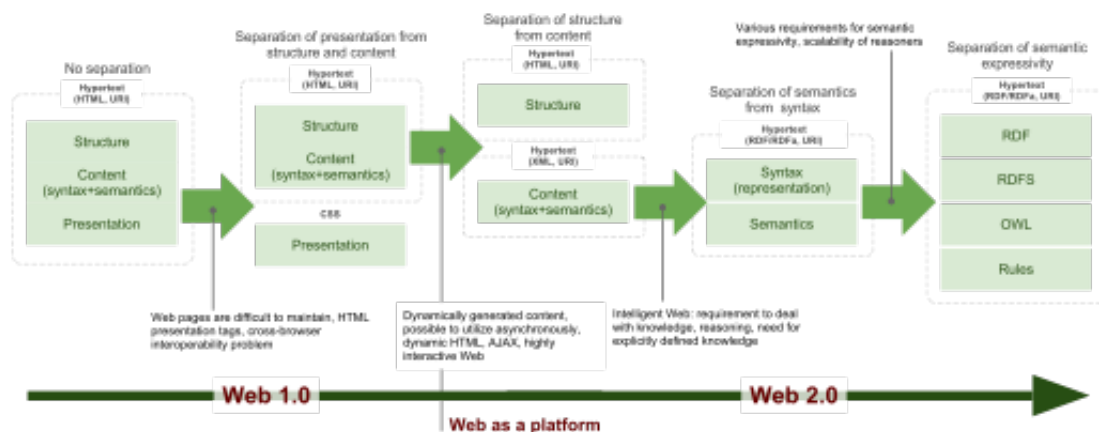 No separation
Hypertext
(HTML, URI)
Structure
Content
(syntax+semantics)
Presentation
Web pages are difficult to maintain, HTML
presentation tags, cross-browser
interoperability problem
Separation of presentation from
structure and content
Hypertext
(HTML, URI)
Structure
Content
(syntax+semantics)
CSS
Presentation
Dynamically generated content,
possible to utilize asynchronously,
dynamic HTML, AJAX, highly
interactive Web
Separation of structure
from content
Hypertext
(HTML, URI)
Structure
Hypertext
(XML, URI)
Content
(syntax+semantics)
Intelligent Web: requirement to deal
with knowledge, reasoning, need for
explicitly defined knowledge
Separation of semantics
from syntax
Hypertext
(RDF/RDFa, URI)
Syntax
(representation)
Semantics
Various requirements for semantic
expressivity, scalability of reasoners
Separation of semantic
expressivity
Hypertext
(RDF/RDFa, URI)
RDF
RDFS
OWL
Rules
Web 1.0
Web 2.0
Web as a platform